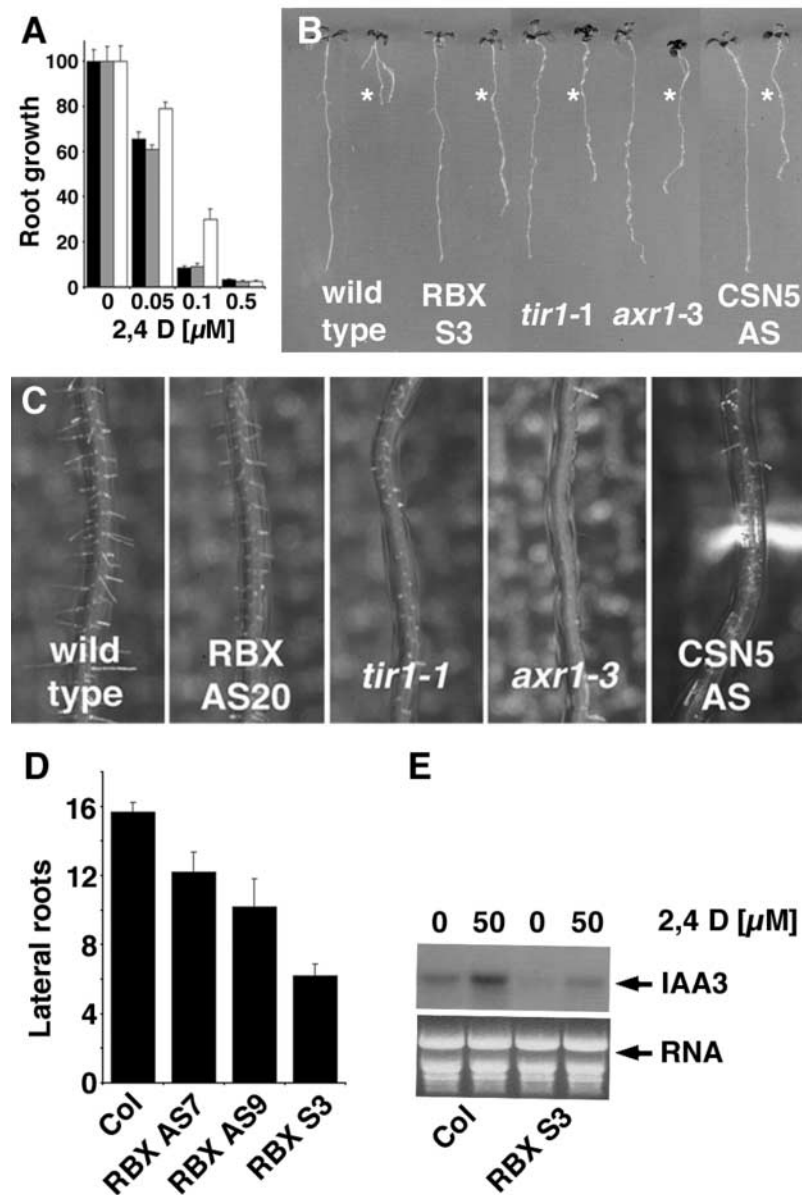 A
Root growth
100
80
60
40
20
0
0 0.05 0.1 0.5
2,4 D [µM]
B
* * * * *
wild type
RBX S3
tir1-1
axr1-3
CSN5 AS
C
wild type
RBX AS20
tir1-1
axr1-3
CSN5 AS
D
Lateral roots
16
12
8
4
0
Col
RBX AS7
RBX AS9
RBX S3
E
0 50 0 50 2,4 D [µM]
IAA3
RNA
Col
RBX S3